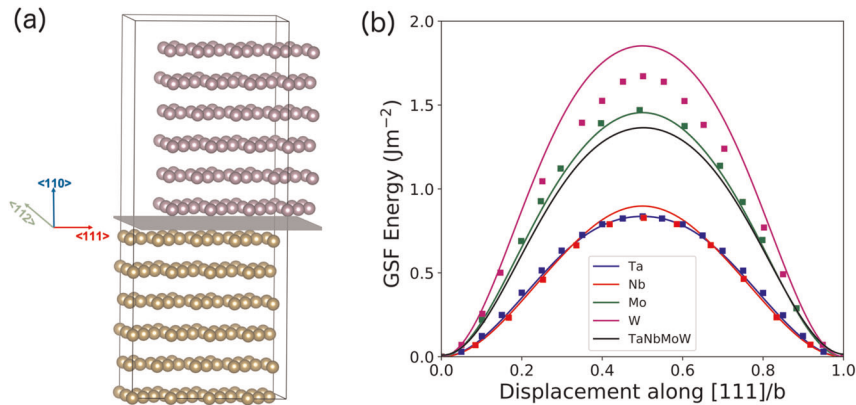 (a)
<110>
<112>
<111>
(b)
GSF Energy (Jm⁻²)
2.0
1.5
1.0
0.5
0.0
Ta
Nb
Mo
W
TaNbMoW
0.0 0.2 0.4 0.6 0.8 1.0
Displacement along [111]/b